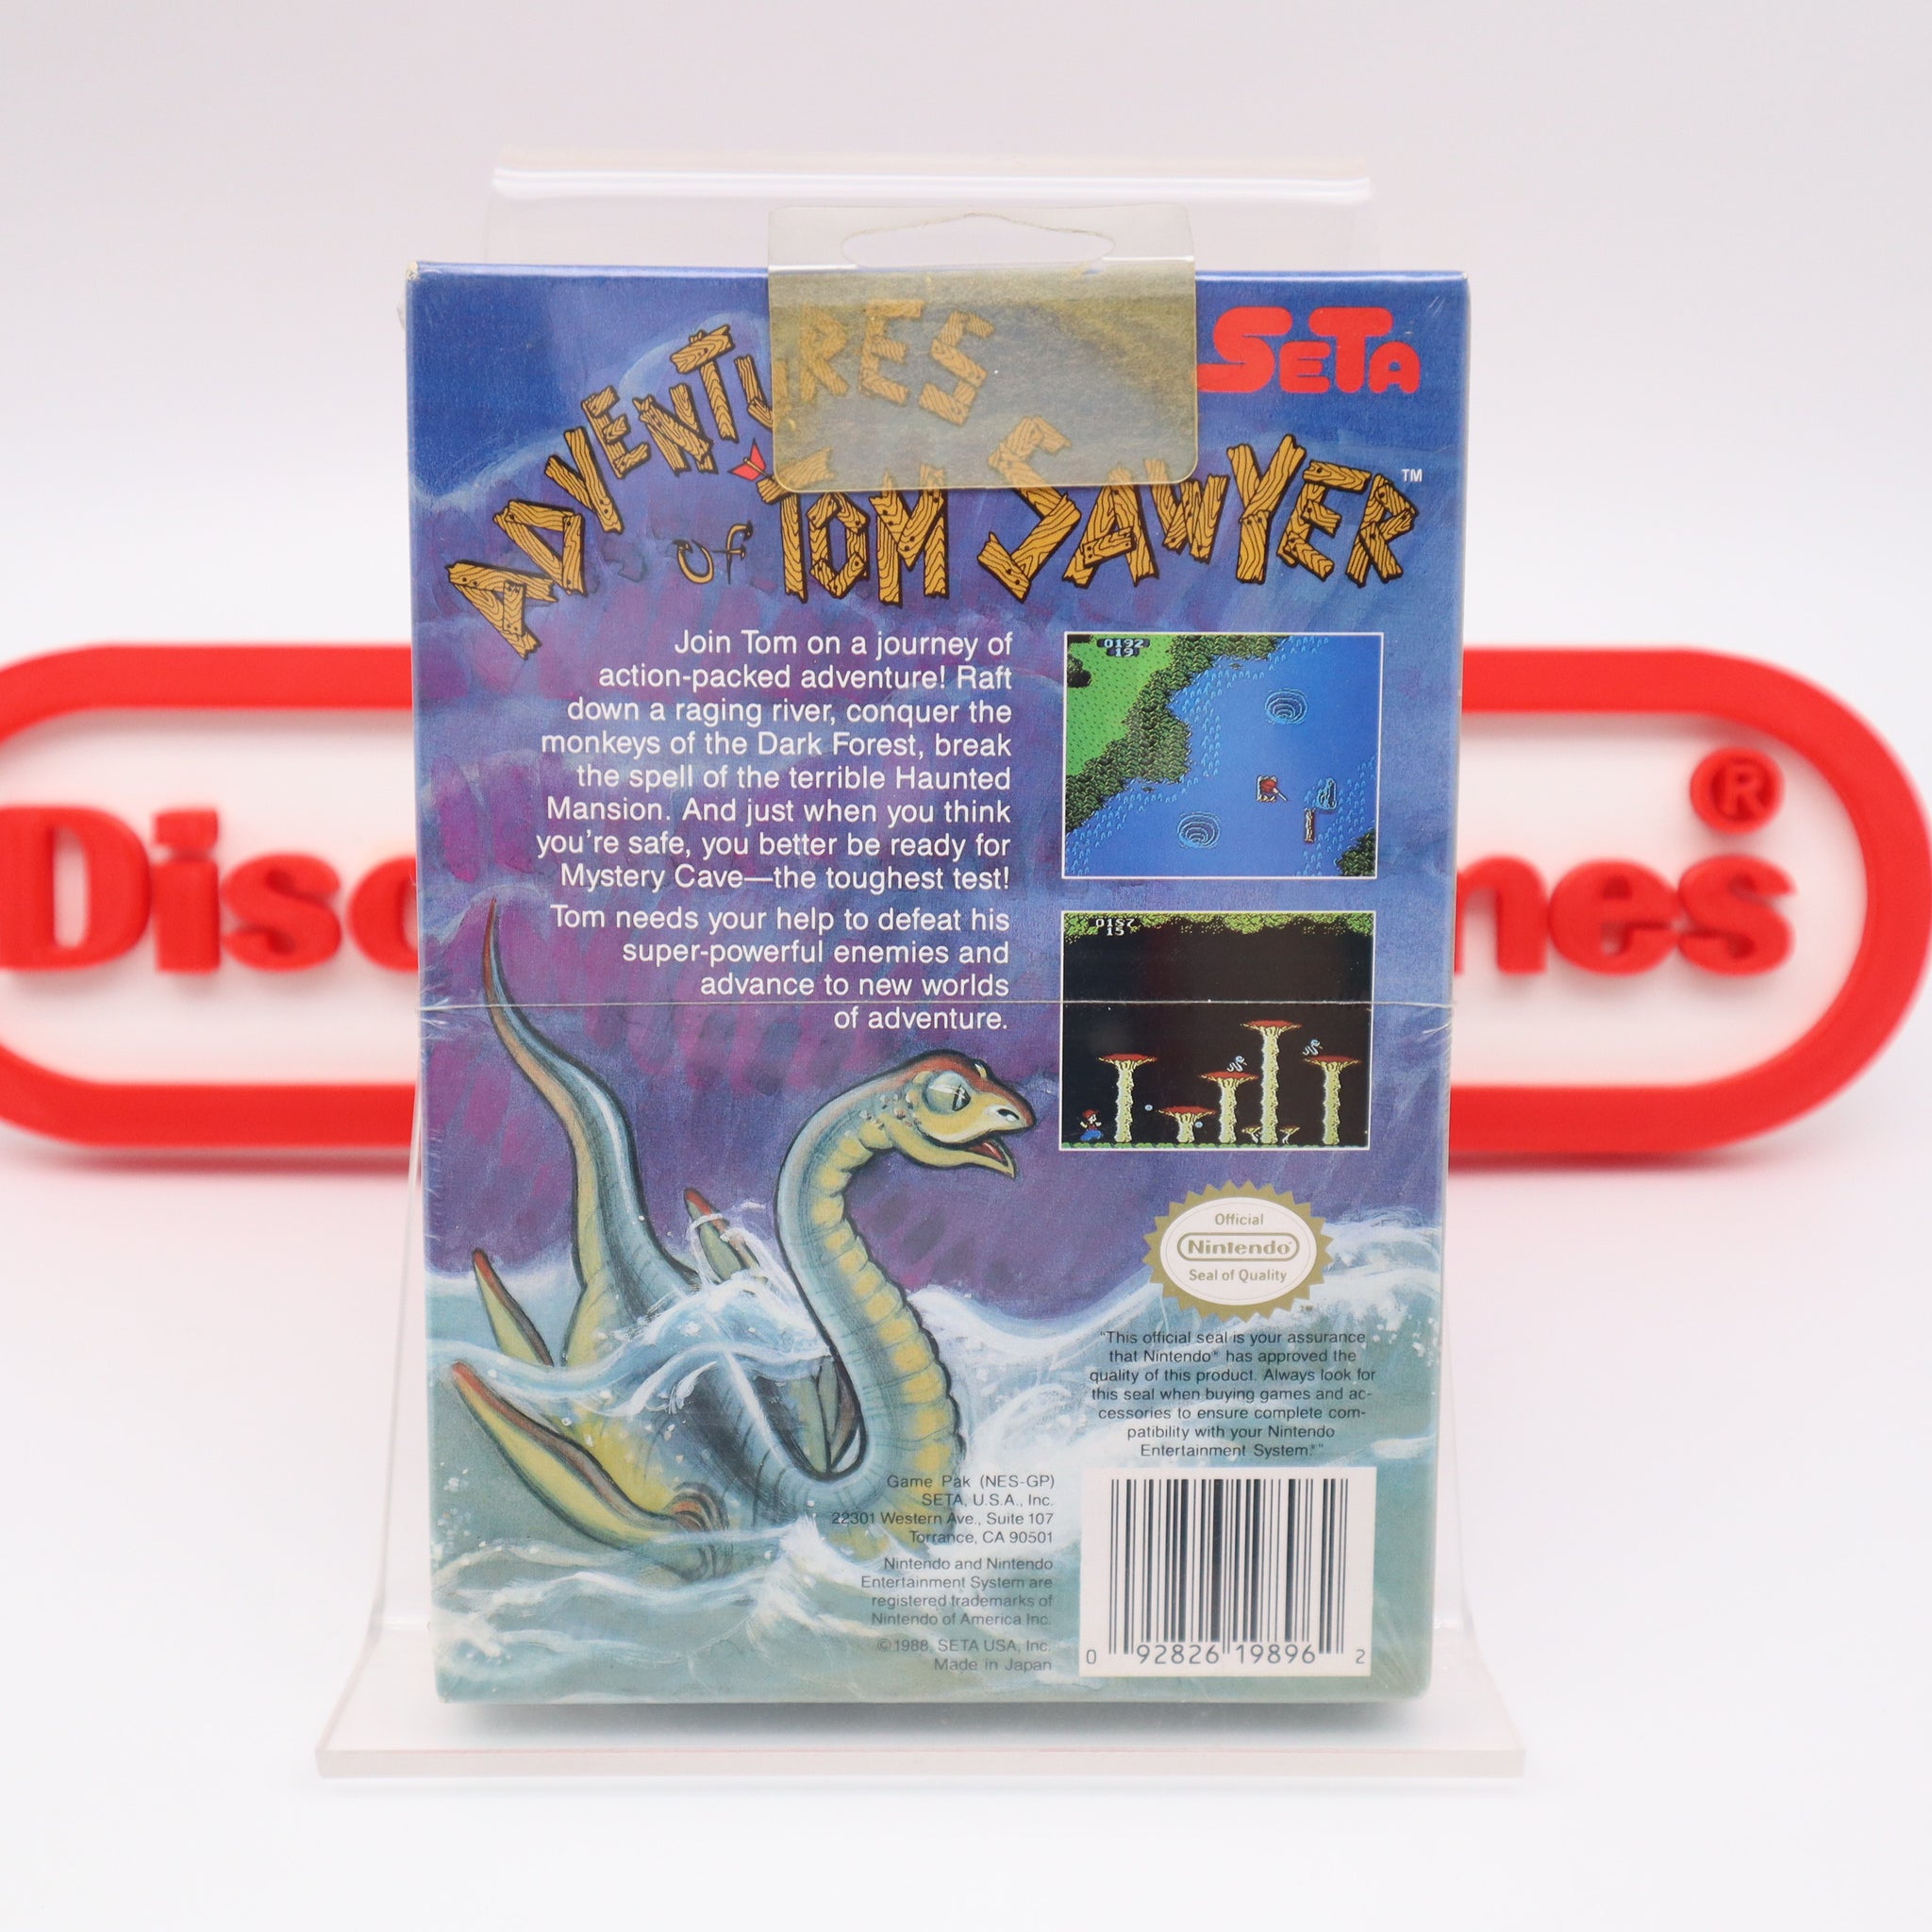 SETA
ADVENTURES
of TOM SAWYER™
Join Tom on a journey of
action-packed adventure! Raft
down a raging river, conquer the
monkeys of the Dark Forest, break
the spell of the terrible Haunted
Mansion. And just when you think
you're safe, you better be ready for
Mystery Cave—the toughest test!
Tom needs your help to defeat his
super-powerful enemies and
advance to new worlds
of adventure.
0192
19
0157
15
Official
Nintendo®
Seal of Quality
"This official seal is your assurance
that Nintendo® has approved the
quality of this product. Always look for
this seal when buying games and ac-
cessories to ensure complete com-
patibility with your Nintendo
Entertainment System.®"
Game Pak (NES-GP)
SETA, U.S.A., Inc.
22301 Western Ave., Suite 107
Torrance, CA 90501
Nintendo and Nintendo
Entertainment System are
registered trademarks of
Nintendo of America Inc.
©1988, SETA USA, Inc.
Made in Japan
0 92826 19896 2
®